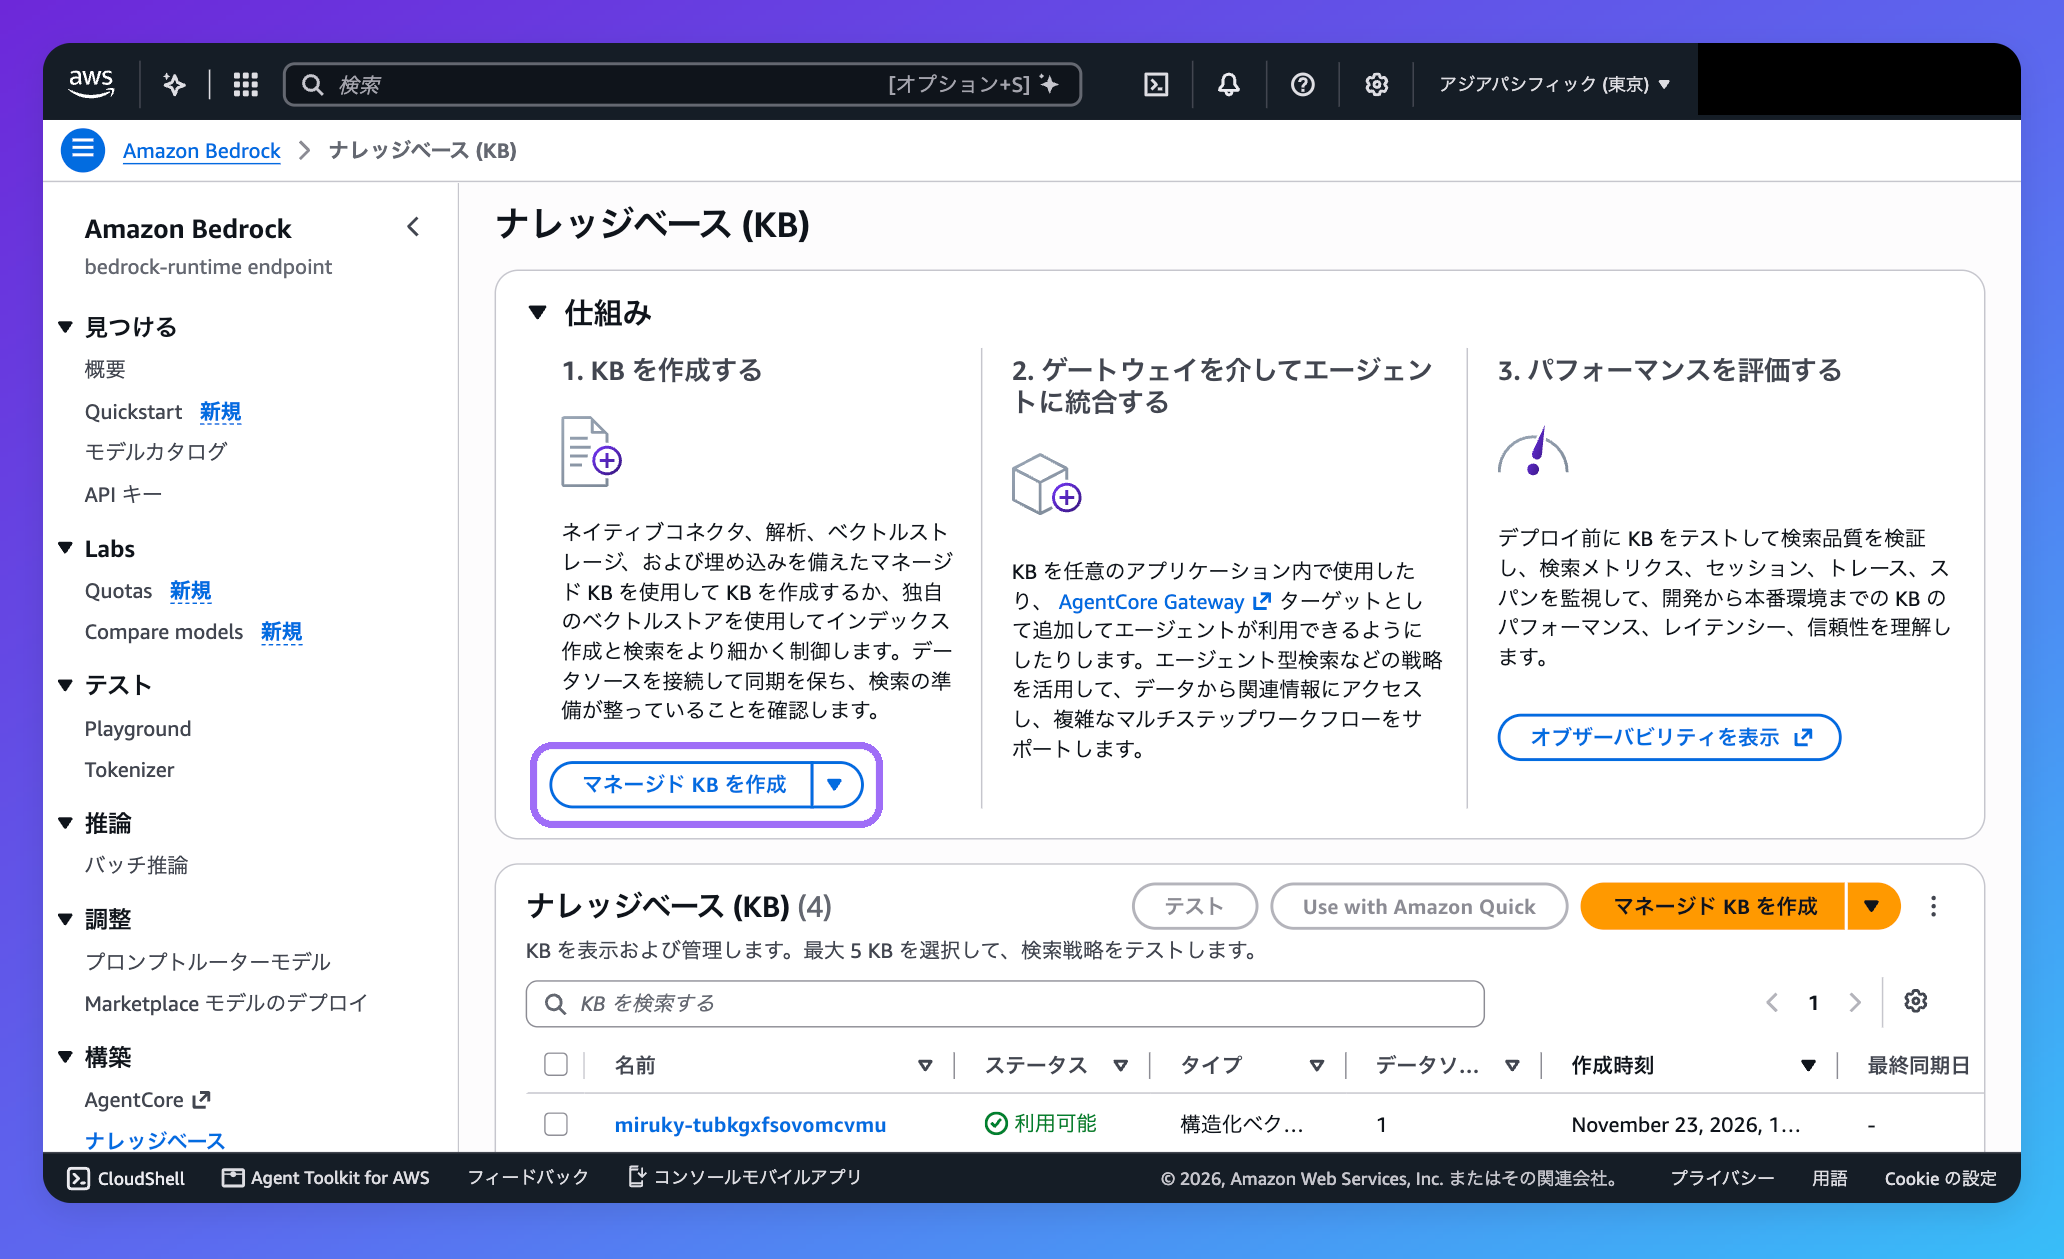 aws
検索
[オプション+S]
アジアパシフィック (東京) ▼
Amazon Bedrock
ナレッジベース (KB)
Amazon Bedrock
bedrock-runtime endpoint
見つける
概要
Quickstart 新規
モデルカタログ
API キー
Labs
Quotas 新規
Compare models 新規
テスト
Playground
Tokenizer
推論
バッチ推論
調整
プロンプトルーターモデル
Marketplace モデルのデプロイ
構築
AgentCore
ナレッジベース
ナレッジベース (KB)
仕組み
1. KB を作成する
ネイティブコネクタ、解析、ベクトルスト
レージ、および埋め込みを備えたマネージ
ド KB を使用して KB を作成するか、独自
のベクトルストアを使用してインデックス
作成と検索をより細かく制御します。デー
タソースを接続して同期を保ち、検索の準
備が整っていることを確認します。
マネージド KB を作成
2. ゲートウェイを介してエージェン
トに統合する
KB を任意のアプリケーション内で使用した
り、 AgentCore Gateway ターゲットとし
て追加してエージェントが利用できるように
したりします。エージェント型検索などの戦略
を活用して、データから関連情報にアクセス
し、複雑なマルチステップワークフローをサ
ポートします。
3. パフォーマンスを評価する
デプロイ前に KB をテストして検索品質を検証
し、検索メトリクス、セッション、トレース、ス
パンを監視して、開発から本番環境までの KB の
パフォーマンス、レイテンシー、信頼性を理解し
ます。
オブザーバビリティを表示
ナレッジベース (KB) (4)
テスト
Use with Amazon Quick
マネージド KB を作成
KB を表示および管理します。最大 5 KB を選択して、検索戦略をテストします。
KB を検索する
1
名前 ステータス タイプ データソ... 作成時刻 最終同期日
miruky-tubkgxfsovomcvmu 利用可能 構造化ベク... 1 November 23, 2026, 1... -
CloudShell Agent Toolkit for AWS フィードバック コンソールモバイルアプリ © 2026, Amazon Web Services, Inc. またはその関連会社。 プライバシー 用語 Cookie の設定